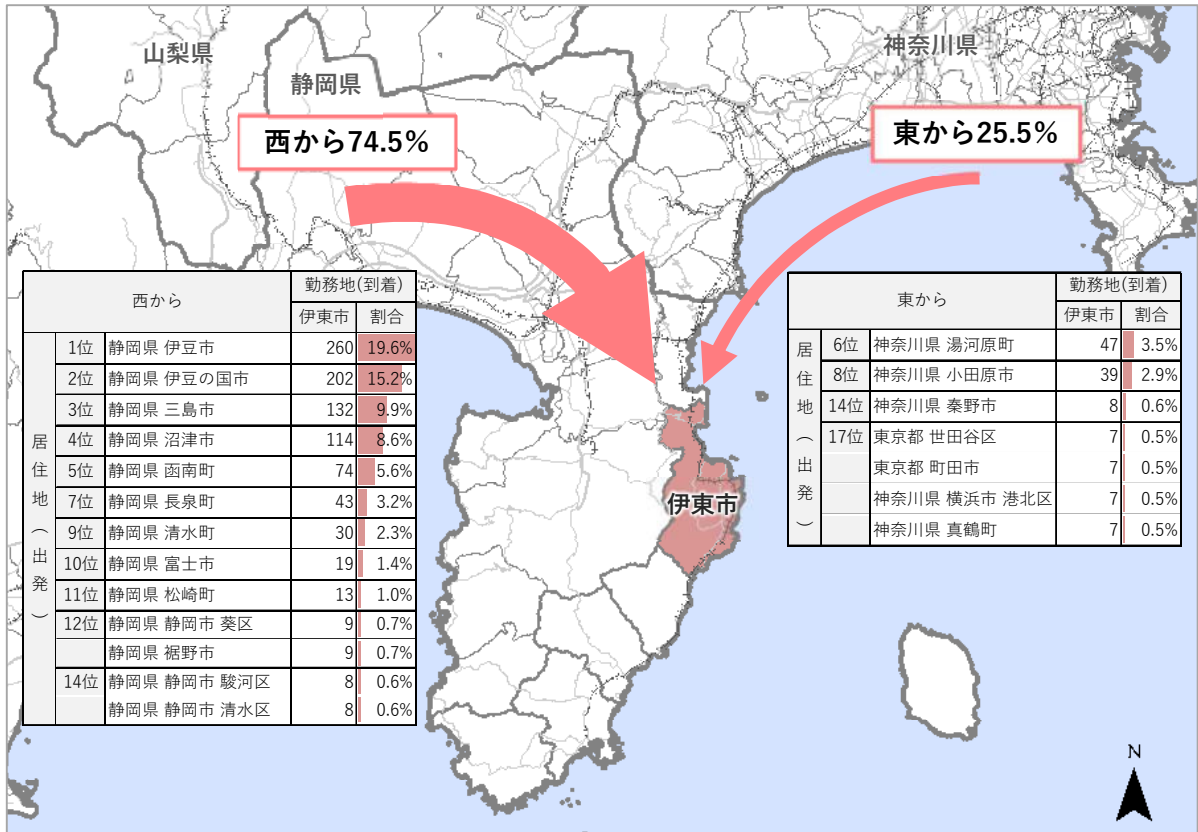 山梨県
静岡県
神奈川県
西から74.5%
東から25.5%
西から 勤務地(到着)
伊東市 割合
居住地（出発）
1位 静岡県 伊豆市 260 19.6%
2位 静岡県 伊豆の国市 202 15.2%
3位 静岡県 三島市 132 9.9%
4位 静岡県 沼津市 114 8.6%
5位 静岡県 函南町 74 5.6%
7位 静岡県 長泉町 43 3.2%
9位 静岡県 清水町 30 2.3%
10位 静岡県 富士市 19 1.4%
11位 静岡県 松崎町 13 1.0%
12位 静岡県 静岡市 葵区 9 0.7%
静岡県 裾野市 9 0.7%
14位 静岡県 静岡市 駿河区 8 0.6%
静岡県 静岡市 清水区 8 0.6%
東から 勤務地(到着)
伊東市 割合
居住地（出発）
6位 神奈川県 湯河原町 47 3.5%
8位 神奈川県 小田原市 39 2.9%
14位 神奈川県 秦野市 8 0.6%
17位 東京都 世田谷区 7 0.5%
東京都 町田市 7 0.5%
神奈川県 横浜市 港北区 7 0.5%
神奈川県 真鶴町 7 0.5%
伊東市
N